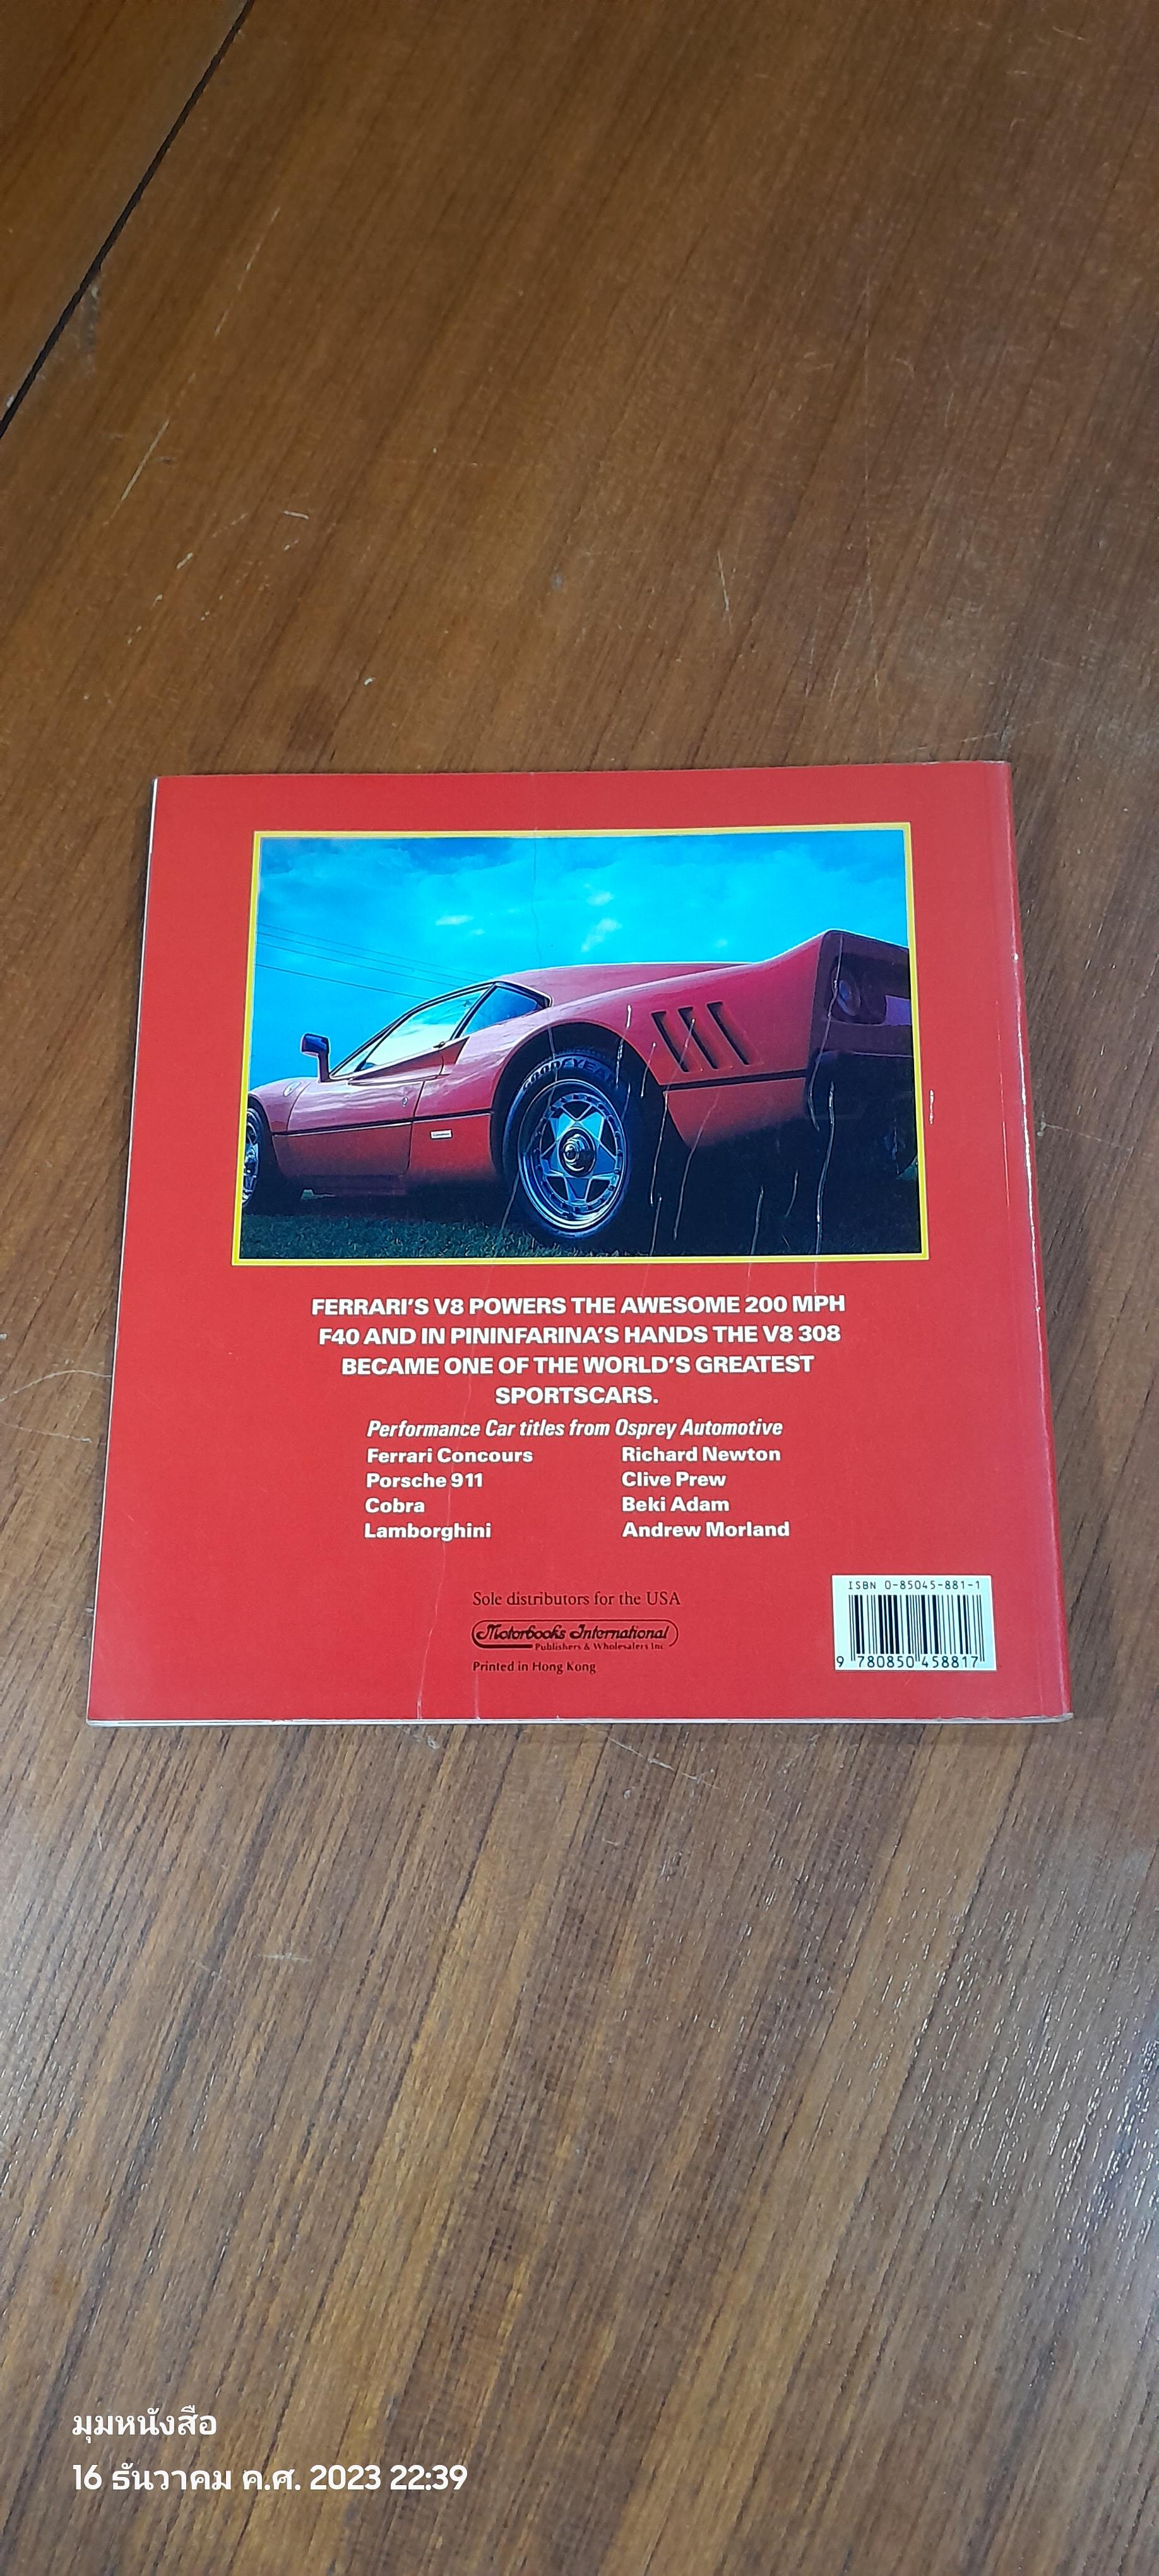 GOODYEAR
FERRARI'S V8 POWERS THE AWESOME 200 MPH
F40 AND IN PININFARINA'S HANDS THE V8 308
BECAME ONE OF THE WORLD'S GREATEST
SPORTSCARS.
Performance Car titles from Osprey Automotive
Ferrari Concours Richard Newton
Porsche 911 Clive Prew
Cobra Beki Adam
Lamborghini Andrew Morland
Sole distributors for the USA
Motorbooks International
Publishers & Wholesalers Inc.
Printed in Hong Kong
ISBN 0-85045-881-1
9 780850 458817
มุมหนังสือ
16 ธันวาคม ค.ศ. 2023 22:39